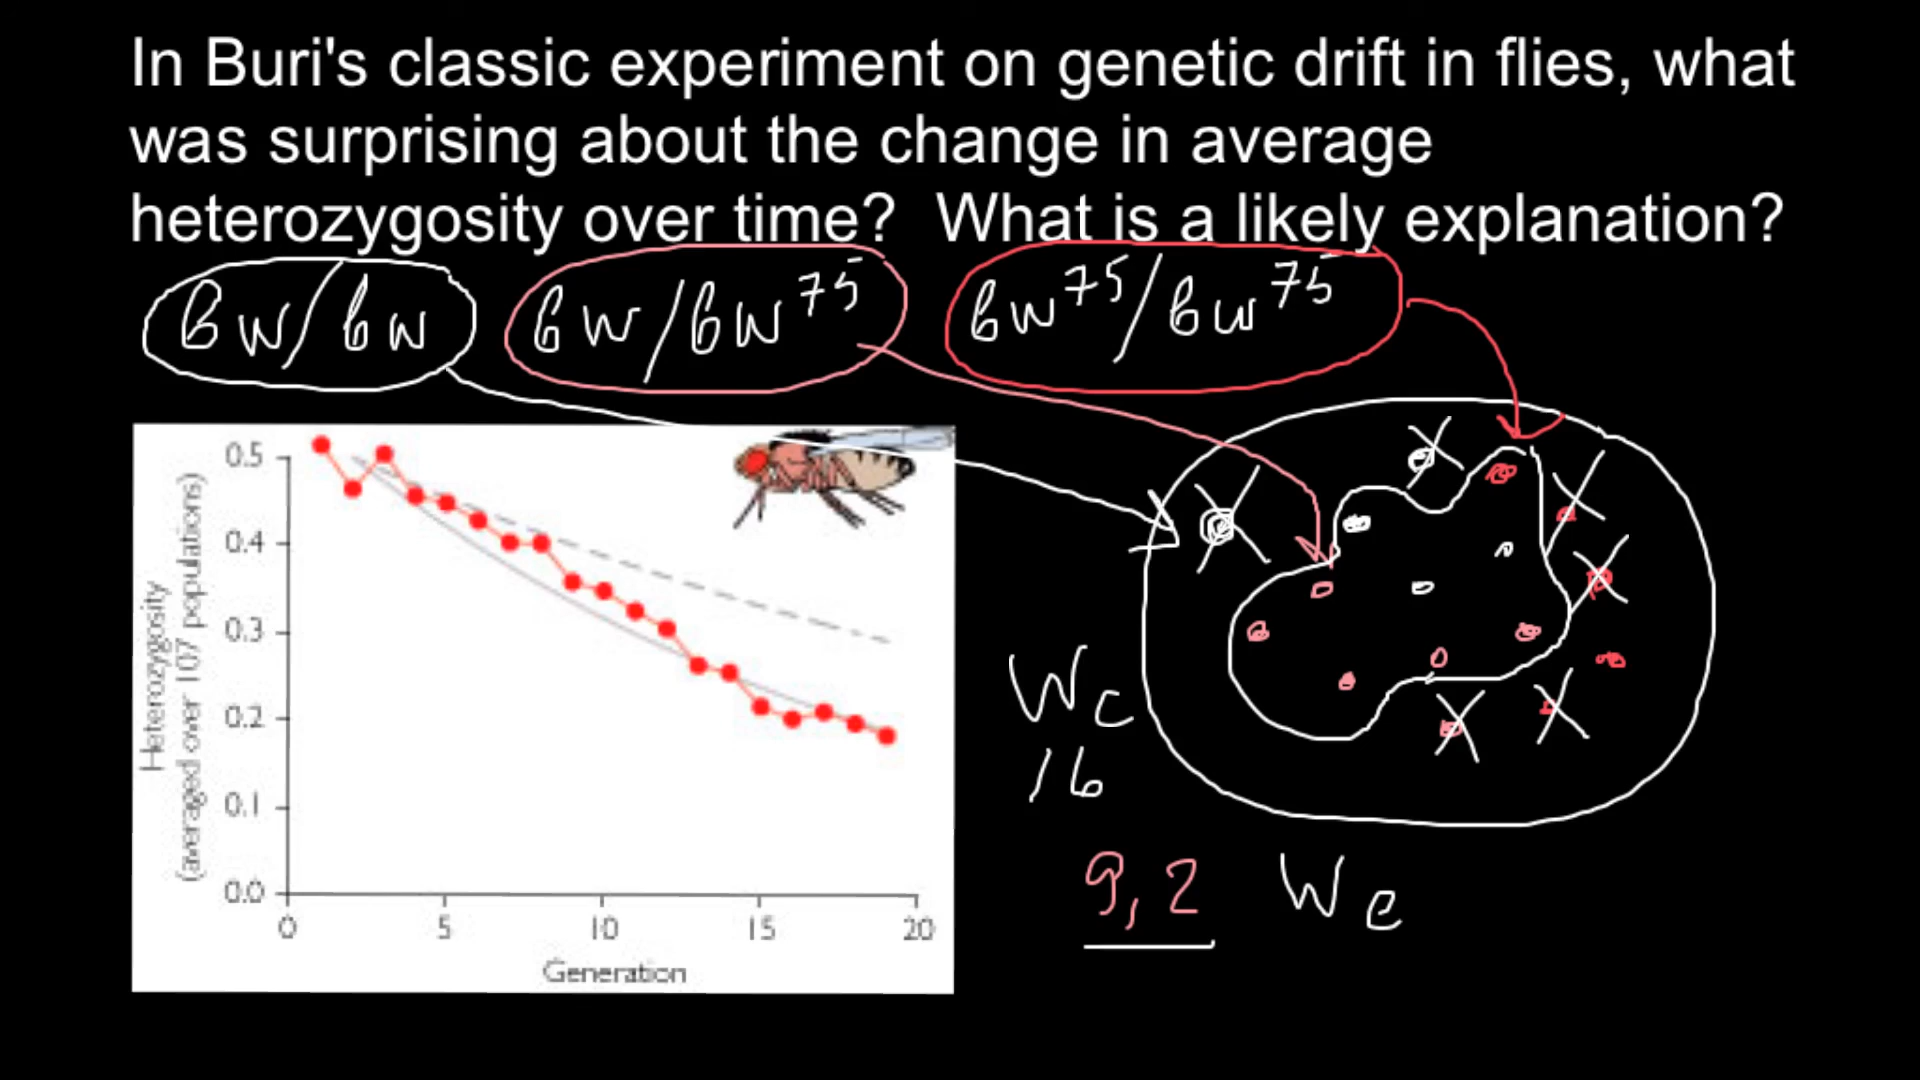 In Buri's classic experiment on genetic drift in flies, what
was surprising about the change in average
heterozygosity over time?  What is a likely explanation?
bw/bw bw/bw⁷⁵ bw⁷⁵/bw⁷⁵
Heterozygosity
(averaged over 107 populations)
0.5
0.4
0.3
0.2
0.1
0.0
0 5 10 15 20
Generation
Wc
16
9,2 We